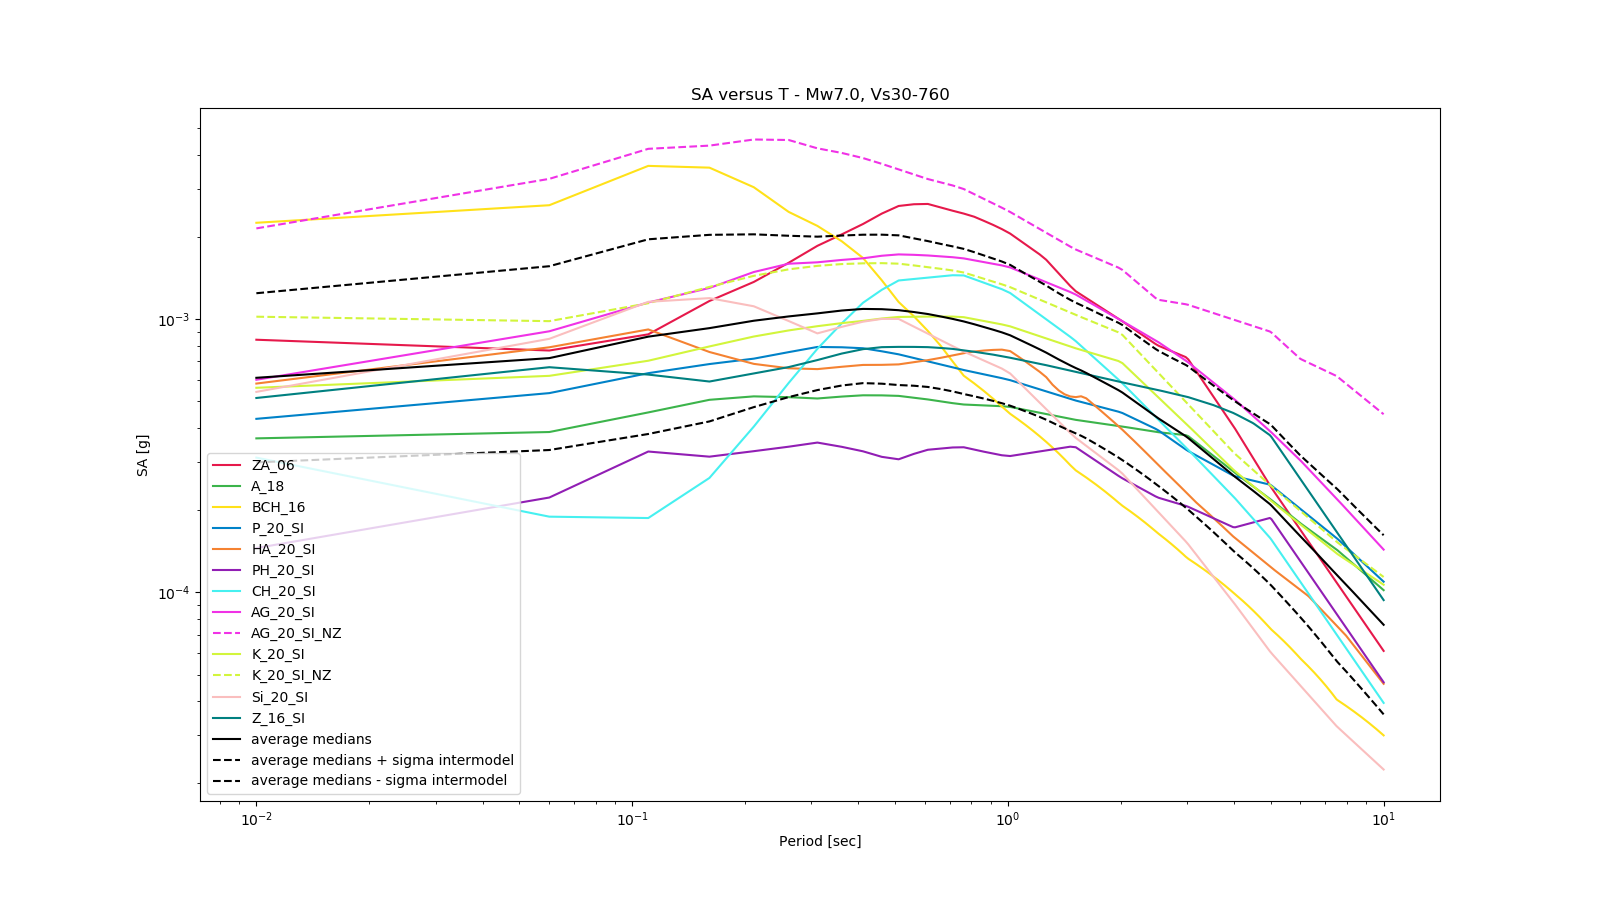 SA versus T - Mw7.0, Vs30-760
SA [g]
10⁻³
10⁻⁴
ZA_06
A_18
BCH_16
P_20_SI
HA_20_SI
PH_20_SI
CH_20_SI
AG_20_SI
AG_20_SI_NZ
K_20_SI
K_20_SI_NZ
Si_20_SI
Z_16_SI
average medians
average medians + sigma intermodel
average medians - sigma intermodel
10⁻² 10⁻¹ 10⁰ 10¹
Period [sec]